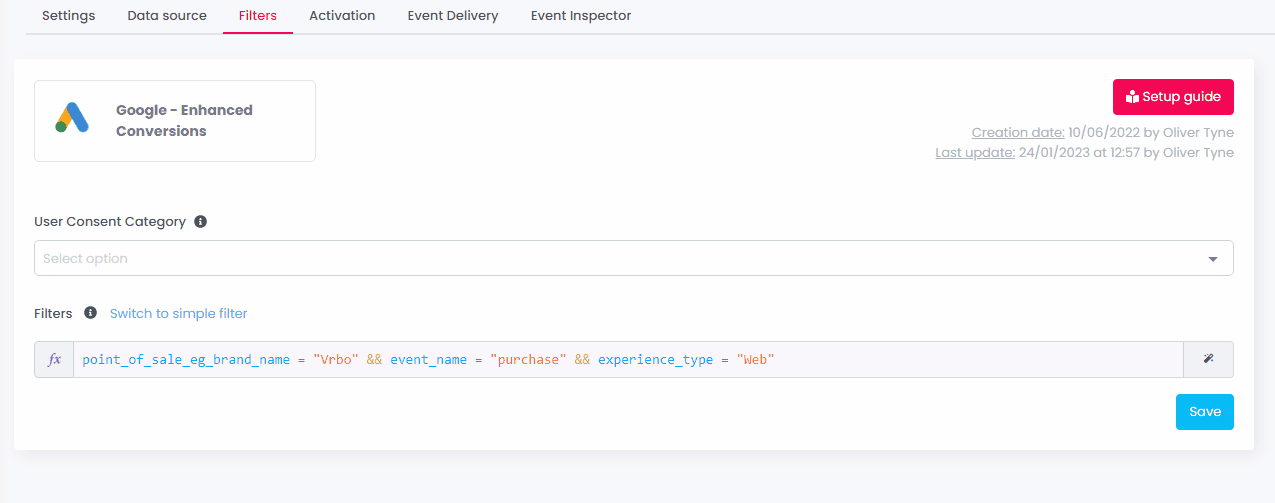 Settings Data source Filters Activation Event Delivery Event Inspector
Google - Enhanced
Conversions
Setup guide
Creation date: 10/06/2022 by Oliver Tyne
Last update: 24/01/2023 at 12:57 by Oliver Tyne
User Consent Category
Select option
Filters Switch to simple filter
fx point_of_sale_eg_brand_name = "Vrbo" && event_name = "purchase" && experience_type = "Web"
Save